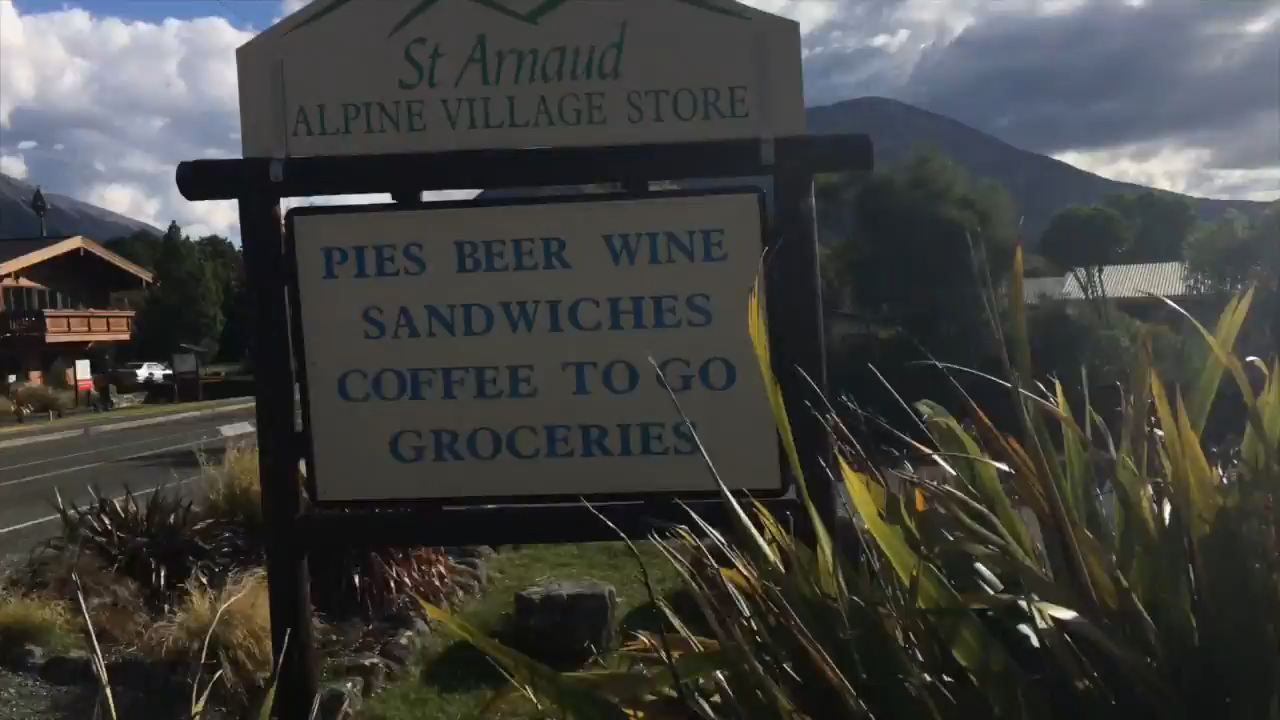 St Arnaud
ALPINE VILLAGE STORE
PIES BEER WINE
SANDWICHES
COFFEE TO GO
GROCERIES